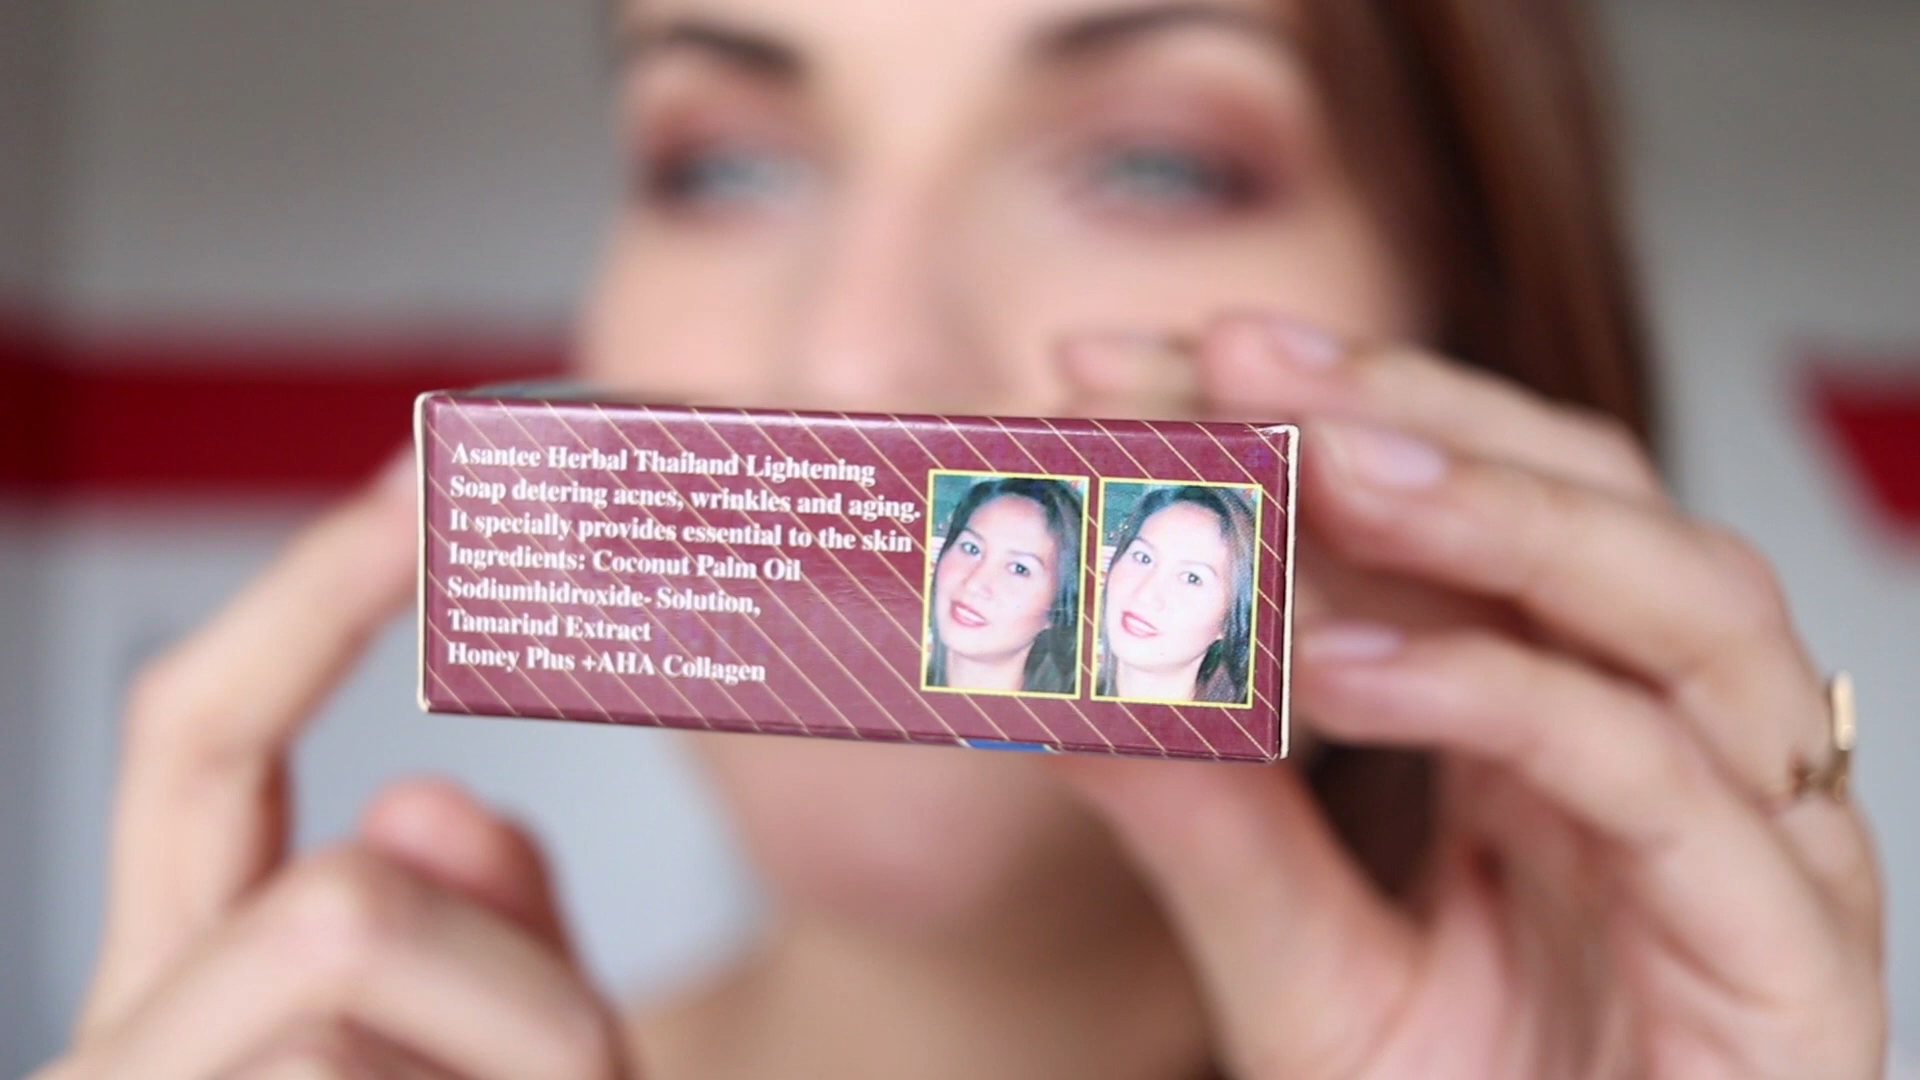 Asantee Herbal Thailand Lightening
Soap detering acnes, wrinkles and aging.
It specially provides essential to the skin
Ingredients: Coconut Palm Oil
Sodiumhidroxide- Solution,
Tamarind Extract
Honey Plus +AHA Collagen